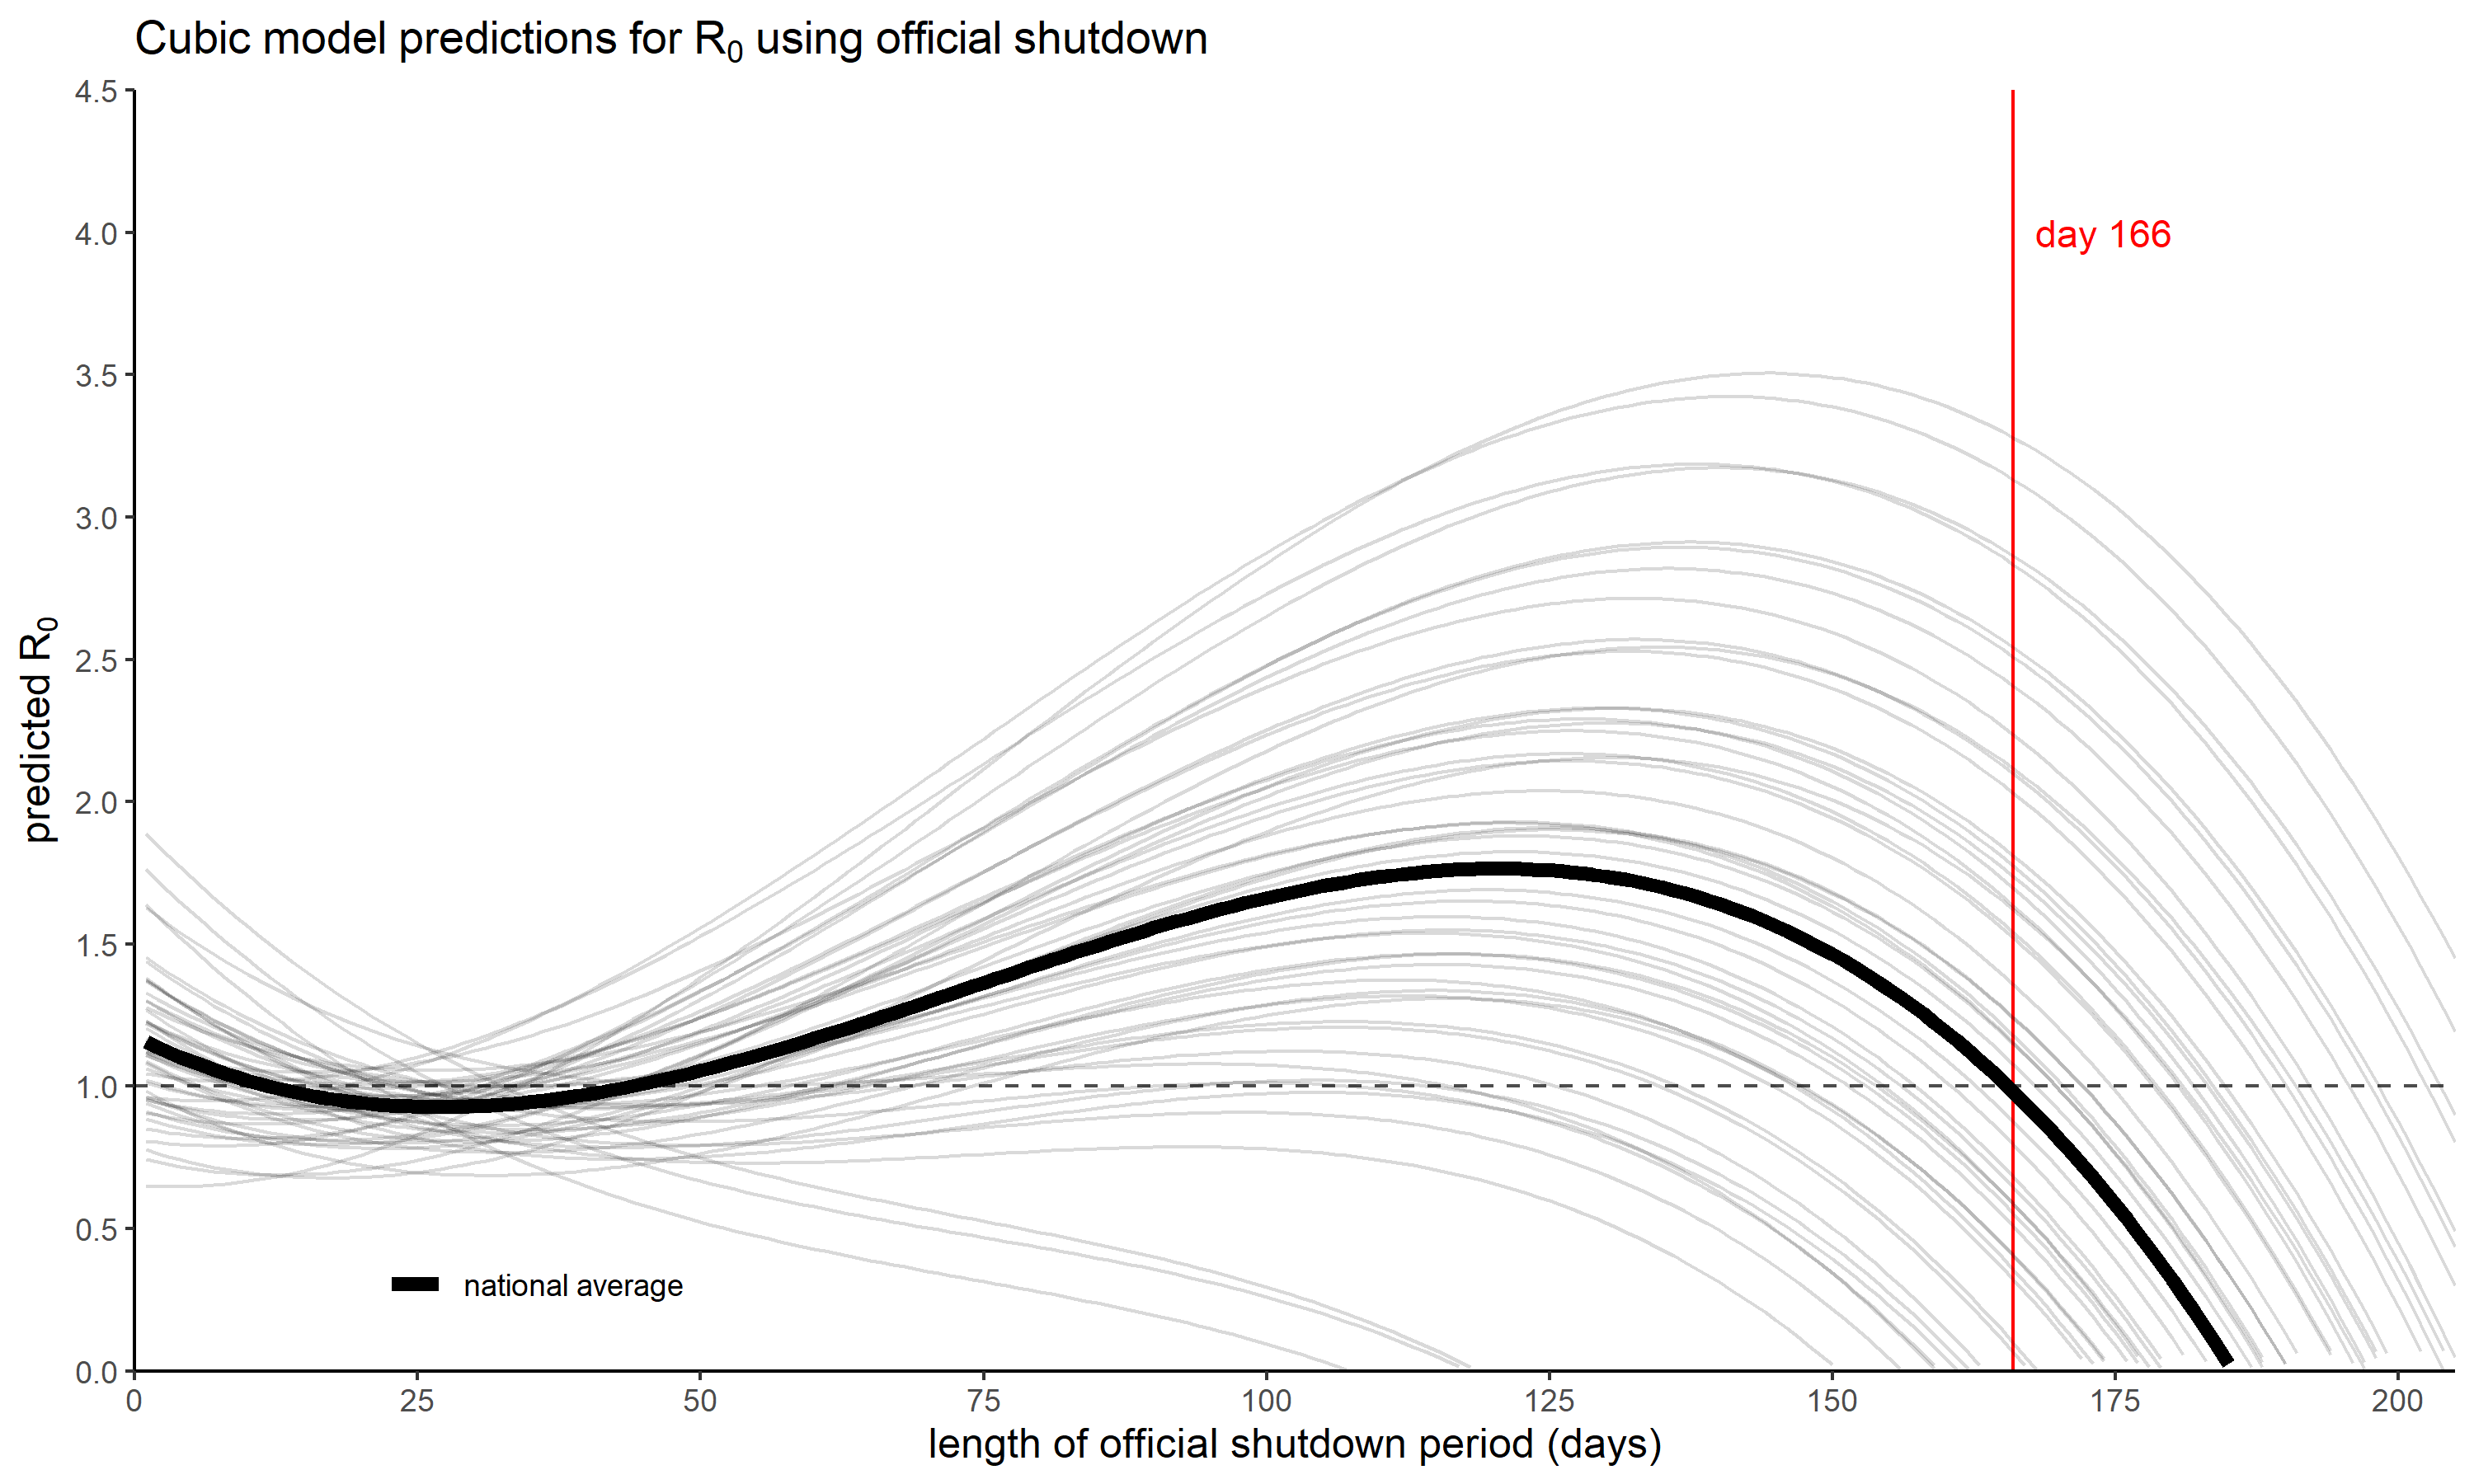 Cubic model predictions for R₀ using official shutdown
4.5
4.0
3.5
3.0
2.5
2.0
1.5
1.0
0.5
0.0
predicted R₀
day 166
national average
0 25 50 75 100 125 150 175 200
length of official shutdown period (days)